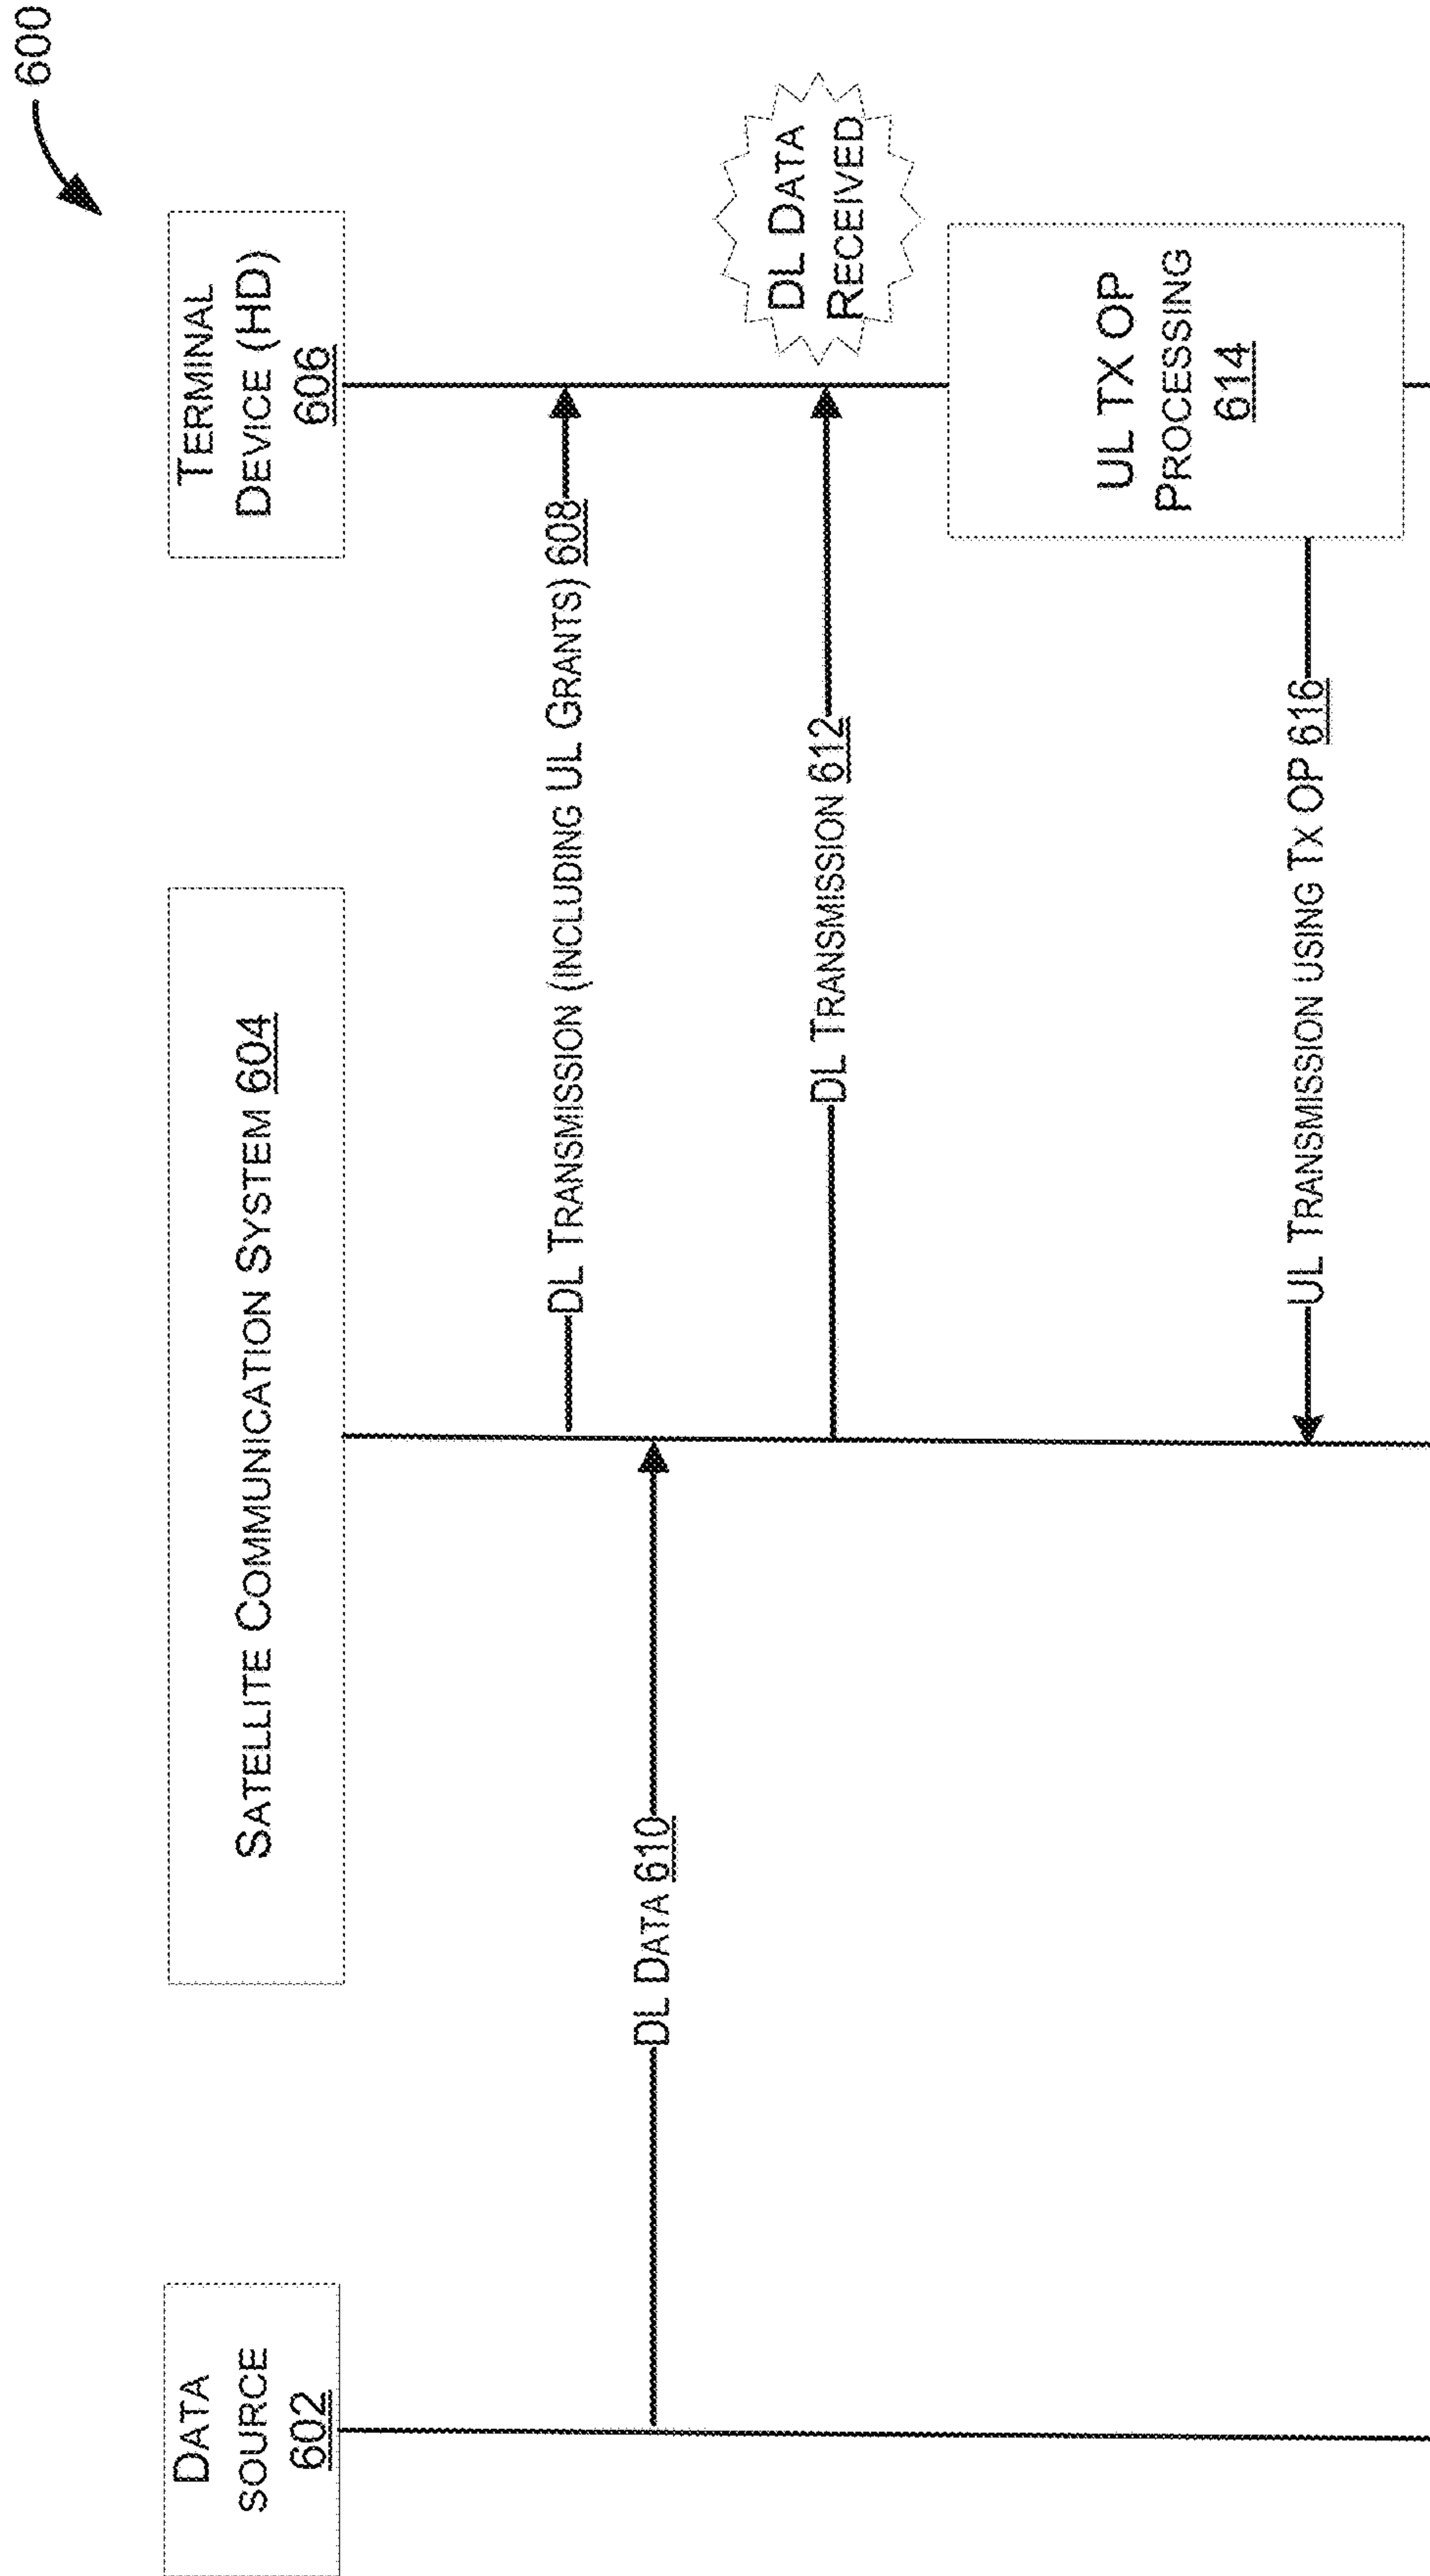 600
DATA
SOURCE
602
SATELLITE COMMUNICATION SYSTEM 604
TERMINAL
DEVICE (HD)
606
DL TRANSMISSION (INCLUDING UL GRANTS) 608
DL DATA 610
DL TRANSMISSION 612
DL DATA
RECEIVED
UL TX OP
PROCESSING
614
UL TRANSMISSION USING TX OP 616